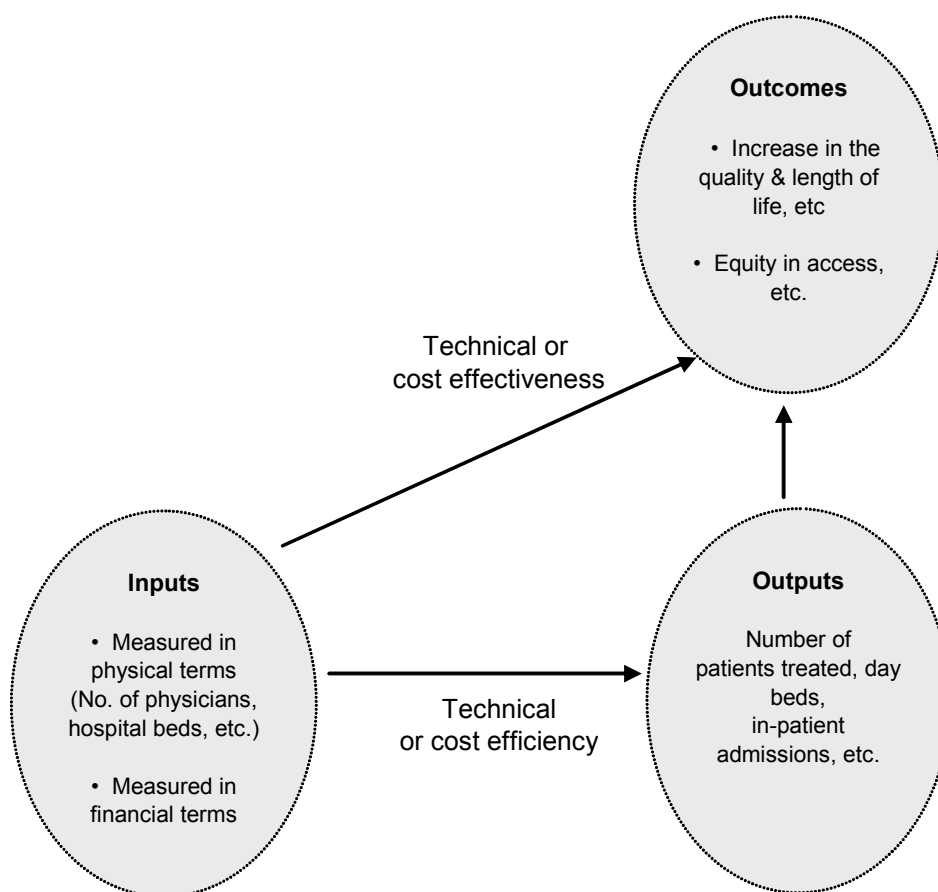 Outcomes
• Increase in the
quality & length of
life, etc
• Equity in access,
etc.
Technical or
cost effectiveness
Inputs
• Measured in
physical terms
(No. of physicians,
hospital beds, etc.)
• Measured in
financial terms
Technical
or cost efficiency
Outputs
Number of
patients treated, day
beds,
in-patient
admissions, etc.